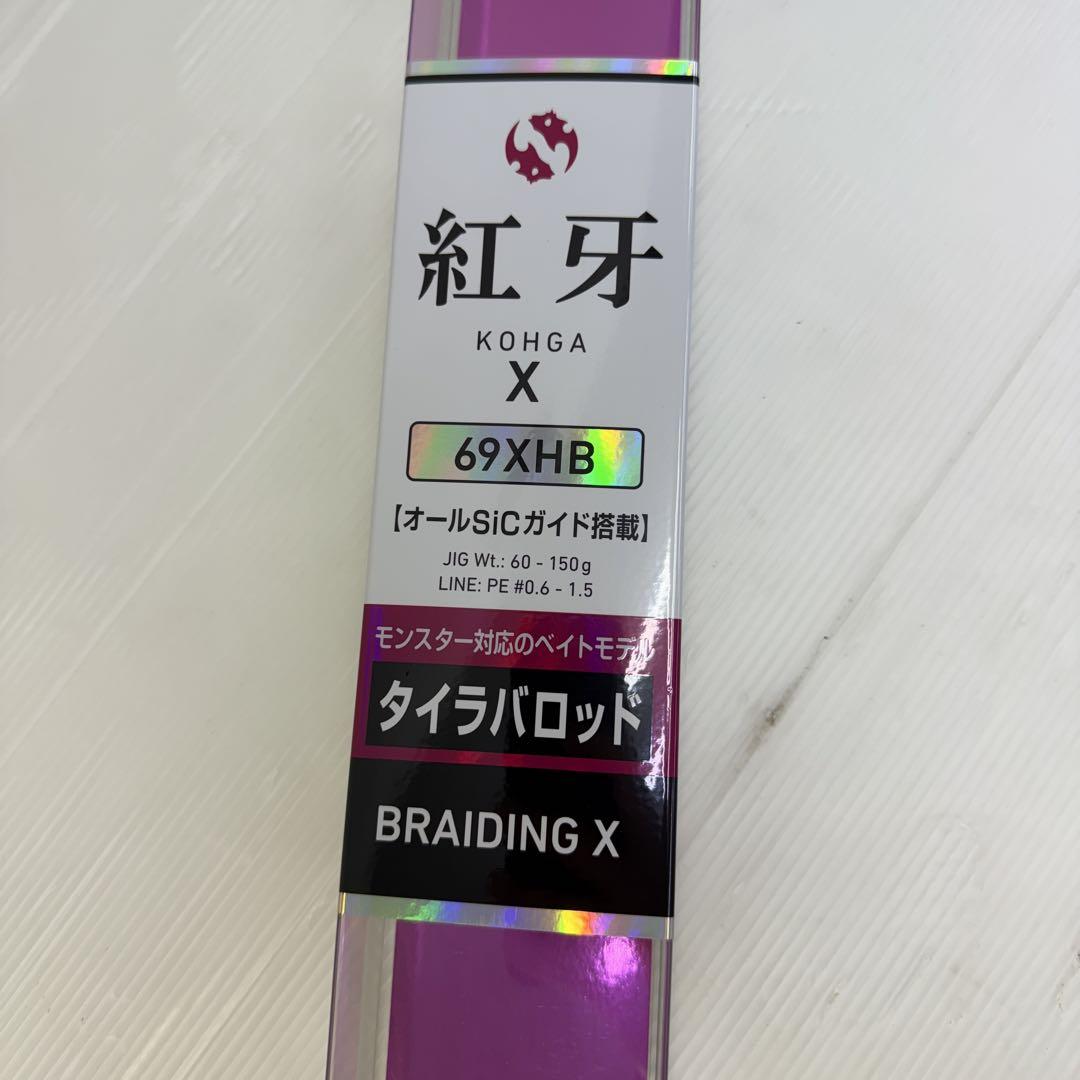 紅牙
KOHGA
X
69XHB
【オールSiCガイド搭載】
JIG Wt.: 60 - 150g
LINE: PE #0.6 - 1.5
モンスター対応のベイトモデル
タイラバロッド
BRAIDING X